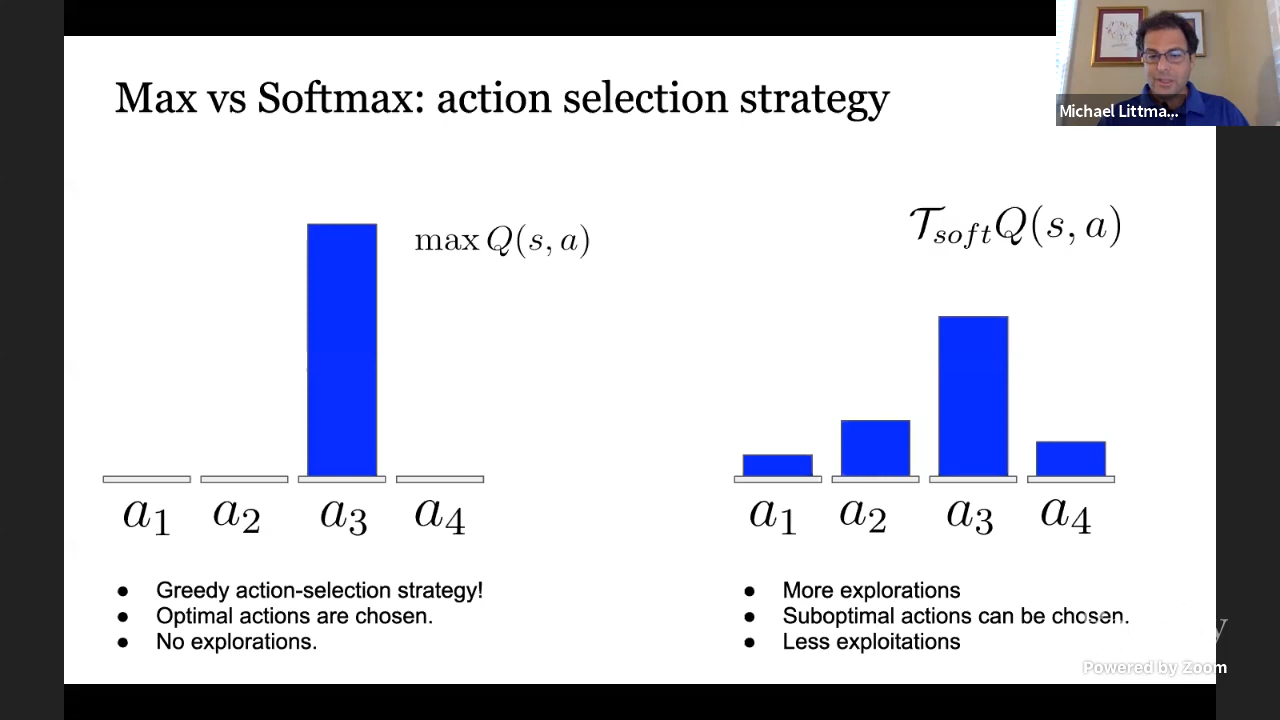 Max vs Softmax: action selection strategy
Michael Littma...
max Q(s, a)
𝒯softQ(s, a)
a1 a2 a3 a4
a1 a2 a3 a4
● Greedy action-selection strategy!
● Optimal actions are chosen.
● No explorations.
● More explorations
● Suboptimal actions can be chosen.
● Less exploitations
y
Powered by Zoom